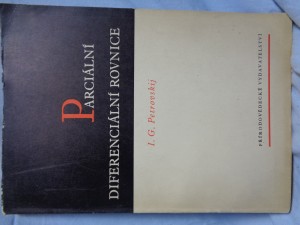 PARCIÁLNÍ
DIFERENCIÁLNÍ ROVNICE
I. G. Petrovskij
PŘÍRODOVĚDECKÉ VYDAVATELSTVÍ